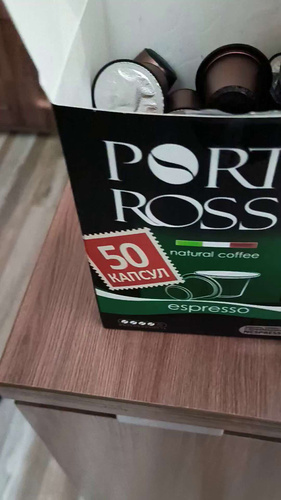 PORT
ROSS
natural coffee
50
КАПСУЛ
espresso